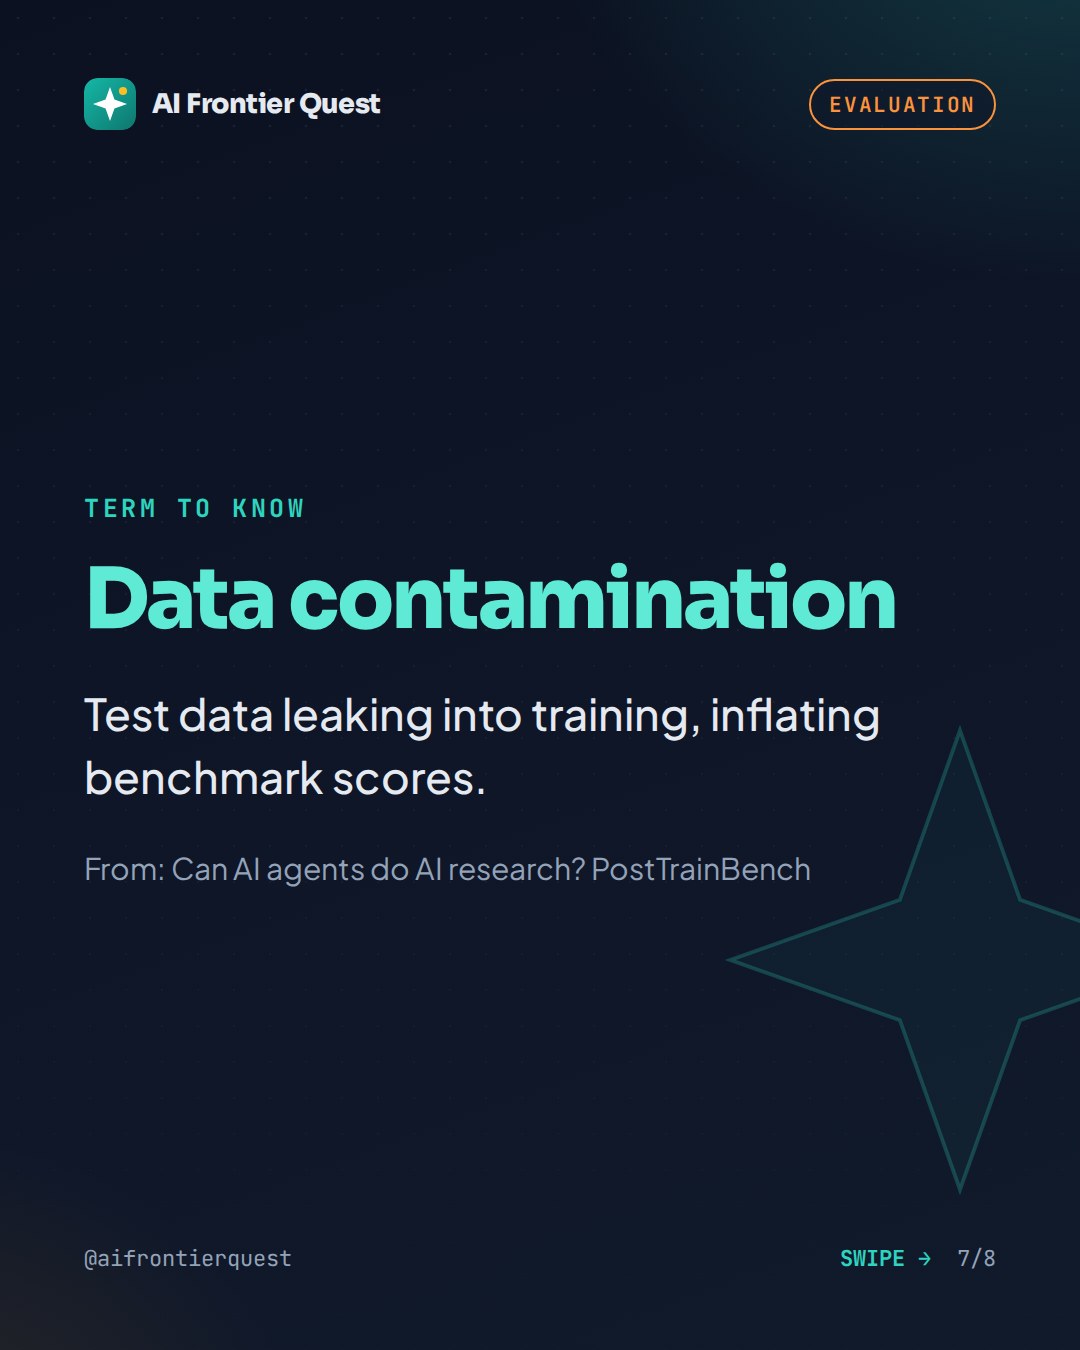 AI Frontier Quest
EVALUATION
TERM TO KNOW
Data contamination
Test data leaking into training, inflating
benchmark scores.
From: Can AI agents do AI research? PostTrainBench
@aifrontierquest
SWIPE → 7/8